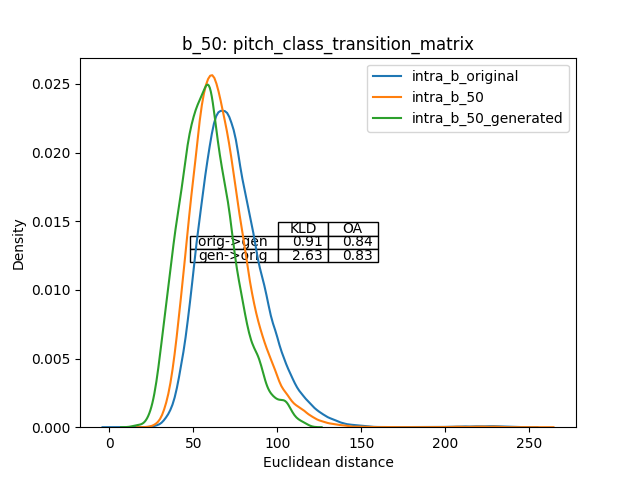 b_50: pitch_class_transition_matrix
intra_b_original
intra_b_50
intra_b_50_generated
0.025
0.020
0.015
0.010
0.005
0.000
Density
KLD OA
orig->gen 0.91 0.84
gen->orig 2.63 0.83
0 50 100 150 200 250
Euclidean distance